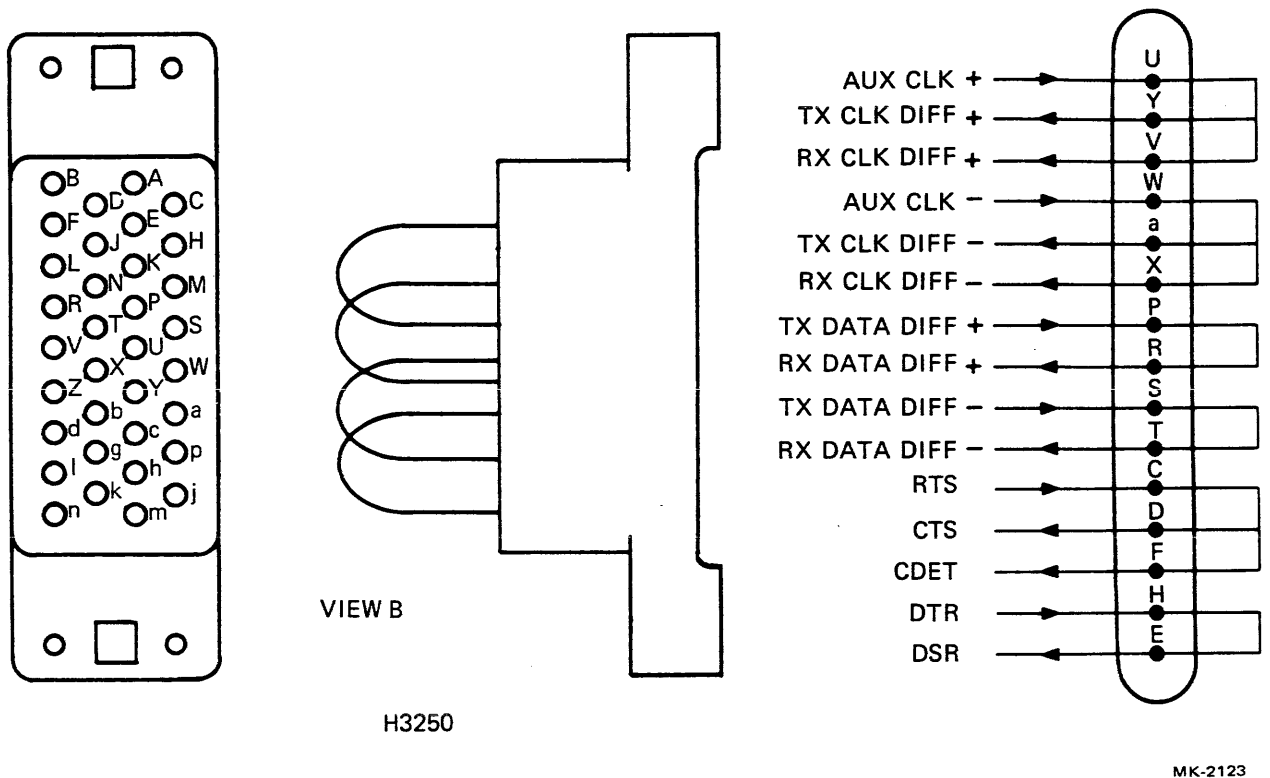 B A
D C
F E
J H
L K
N M
R P
T S
V U
X W
Z Y
b a
d c
g p
l h
k j
n m
VIEW B
H3250
U
AUX CLK +
Y
TX CLK DIFF +
V
RX CLK DIFF +
W
AUX CLK −
a
TX CLK DIFF −
X
RX CLK DIFF −
P
TX DATA DIFF +
R
RX DATA DIFF +
S
TX DATA DIFF −
T
RX DATA DIFF −
C
RTS
D
CTS
F
CDET
H
DTR
E
DSR
MK-2123